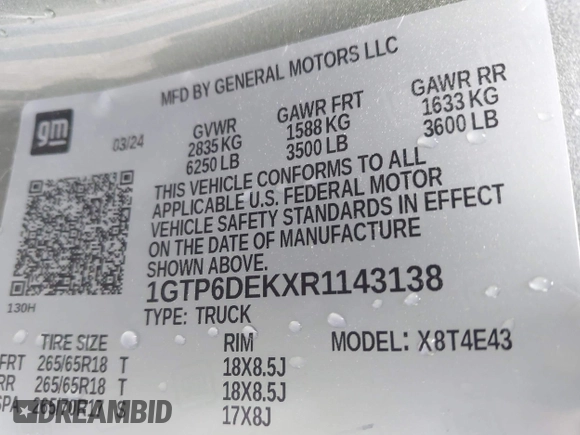 MFD BY GENERAL MOTORS LLC
gm
03/24
GVWR GAWR FRT GAWR RR
2835 KG 1588 KG 1633 KG
6250 LB 3500 LB 3600 LB
THIS VEHICLE CONFORMS TO ALL
APPLICABLE U.S. FEDERAL MOTOR
VEHICLE SAFETY STANDARDS IN EFFECT
ON THE DATE OF MANUFACTURE
SHOWN ABOVE.
130H
1GTP6DEKXR1143138
TYPE: TRUCK
TIRE SIZE RIM MODEL: X8T4E43
FRT 265/65R18 T 18X8.5J
RR 265/65R18 T 18X8.5J
SPA 265/70R17 S 17X8J
DREAMBID